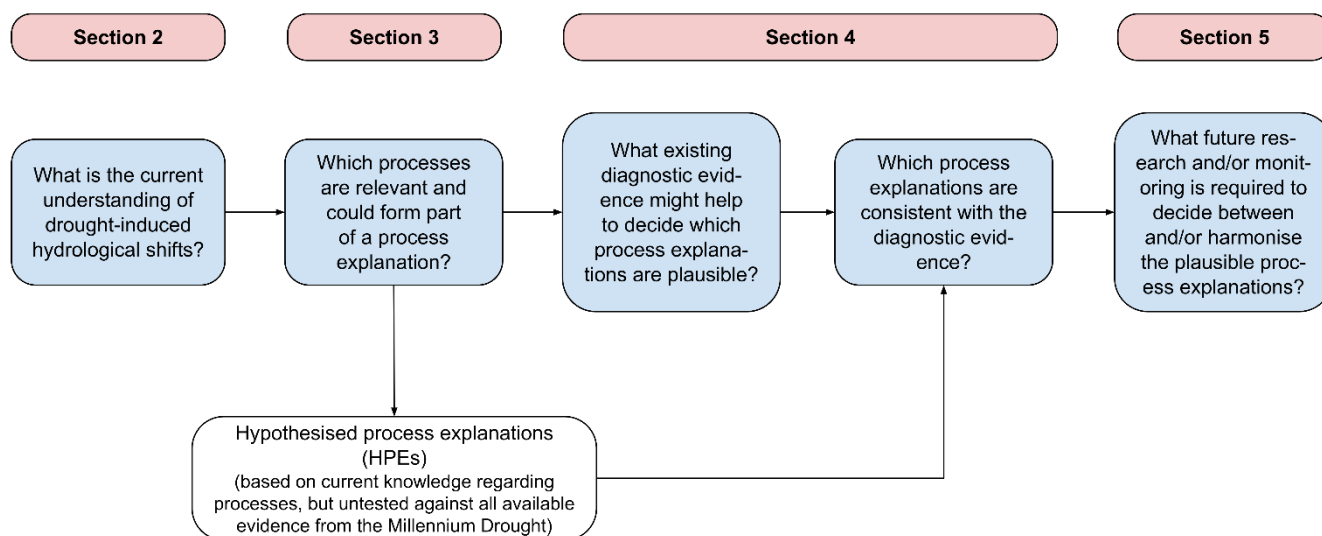 Section 2
Section 3
Section 4
Section 5
What is the current
understanding of
drought-induced
hydrological shifts?
Which processes
are relevant and
could form part
of a process
explanation?
What existing
diagnostic evid-
ence might help
to decide which
process explana-
tions are plausible?
Which process
explanations are
consistent with the
diagnostic evid-
ence?
What future res-
earch and/or monit-
oring is required to
decide between
and/or harmonise
the plausible proc-
ess explanations?
Hypothesised process explanations
(HPEs)
(based on current knowledge regarding
processes, but untested against all available
evidence from the Millennium Drought)